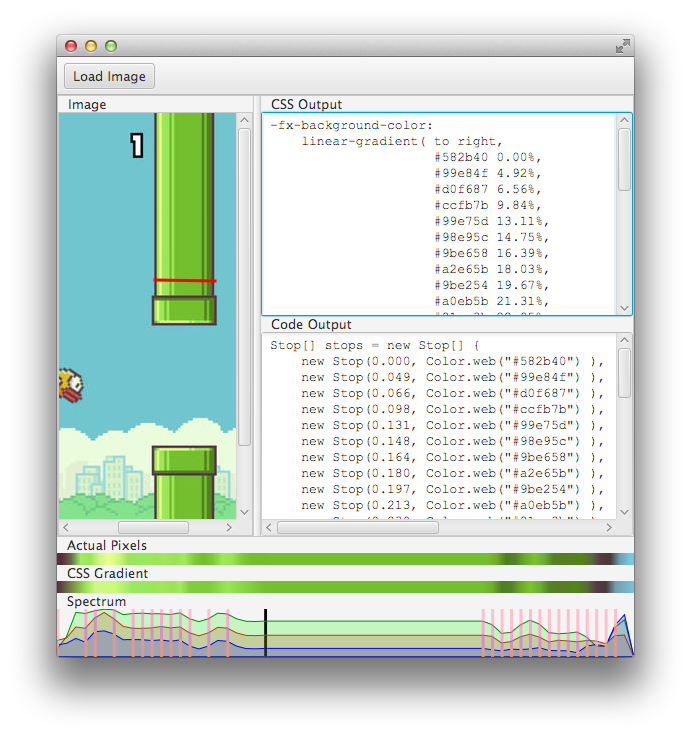 Load Image
Image
1
CSS Output
-fx-background-color:
linear-gradient( to right,
#582b40 0.00%,
#99e84f 4.92%,
#d0f687 6.56%,
#ccfb7b 9.84%,
#99e75d 13.11%,
#98e95c 14.75%,
#9be658 16.39%,
#a2e65b 18.03%,
#9be254 19.67%,
#a0eb5b 21.31%,
Code Output
Stop[] stops = new Stop[] {
new Stop(0.000, Color.web("#582b40") ),
new Stop(0.049, Color.web("#99e84f") ),
new Stop(0.066, Color.web("#d0f687") ),
new Stop(0.098, Color.web("#ccfb7b") ),
new Stop(0.131, Color.web("#99e75d") ),
new Stop(0.148, Color.web("#98e95c") ),
new Stop(0.164, Color.web("#9be658") ),
new Stop(0.180, Color.web("#a2e65b") ),
new Stop(0.197, Color.web("#9be254") ),
new Stop(0.213, Color.web("#a0eb5b") ),
Actual Pixels
CSS Gradient
Spectrum